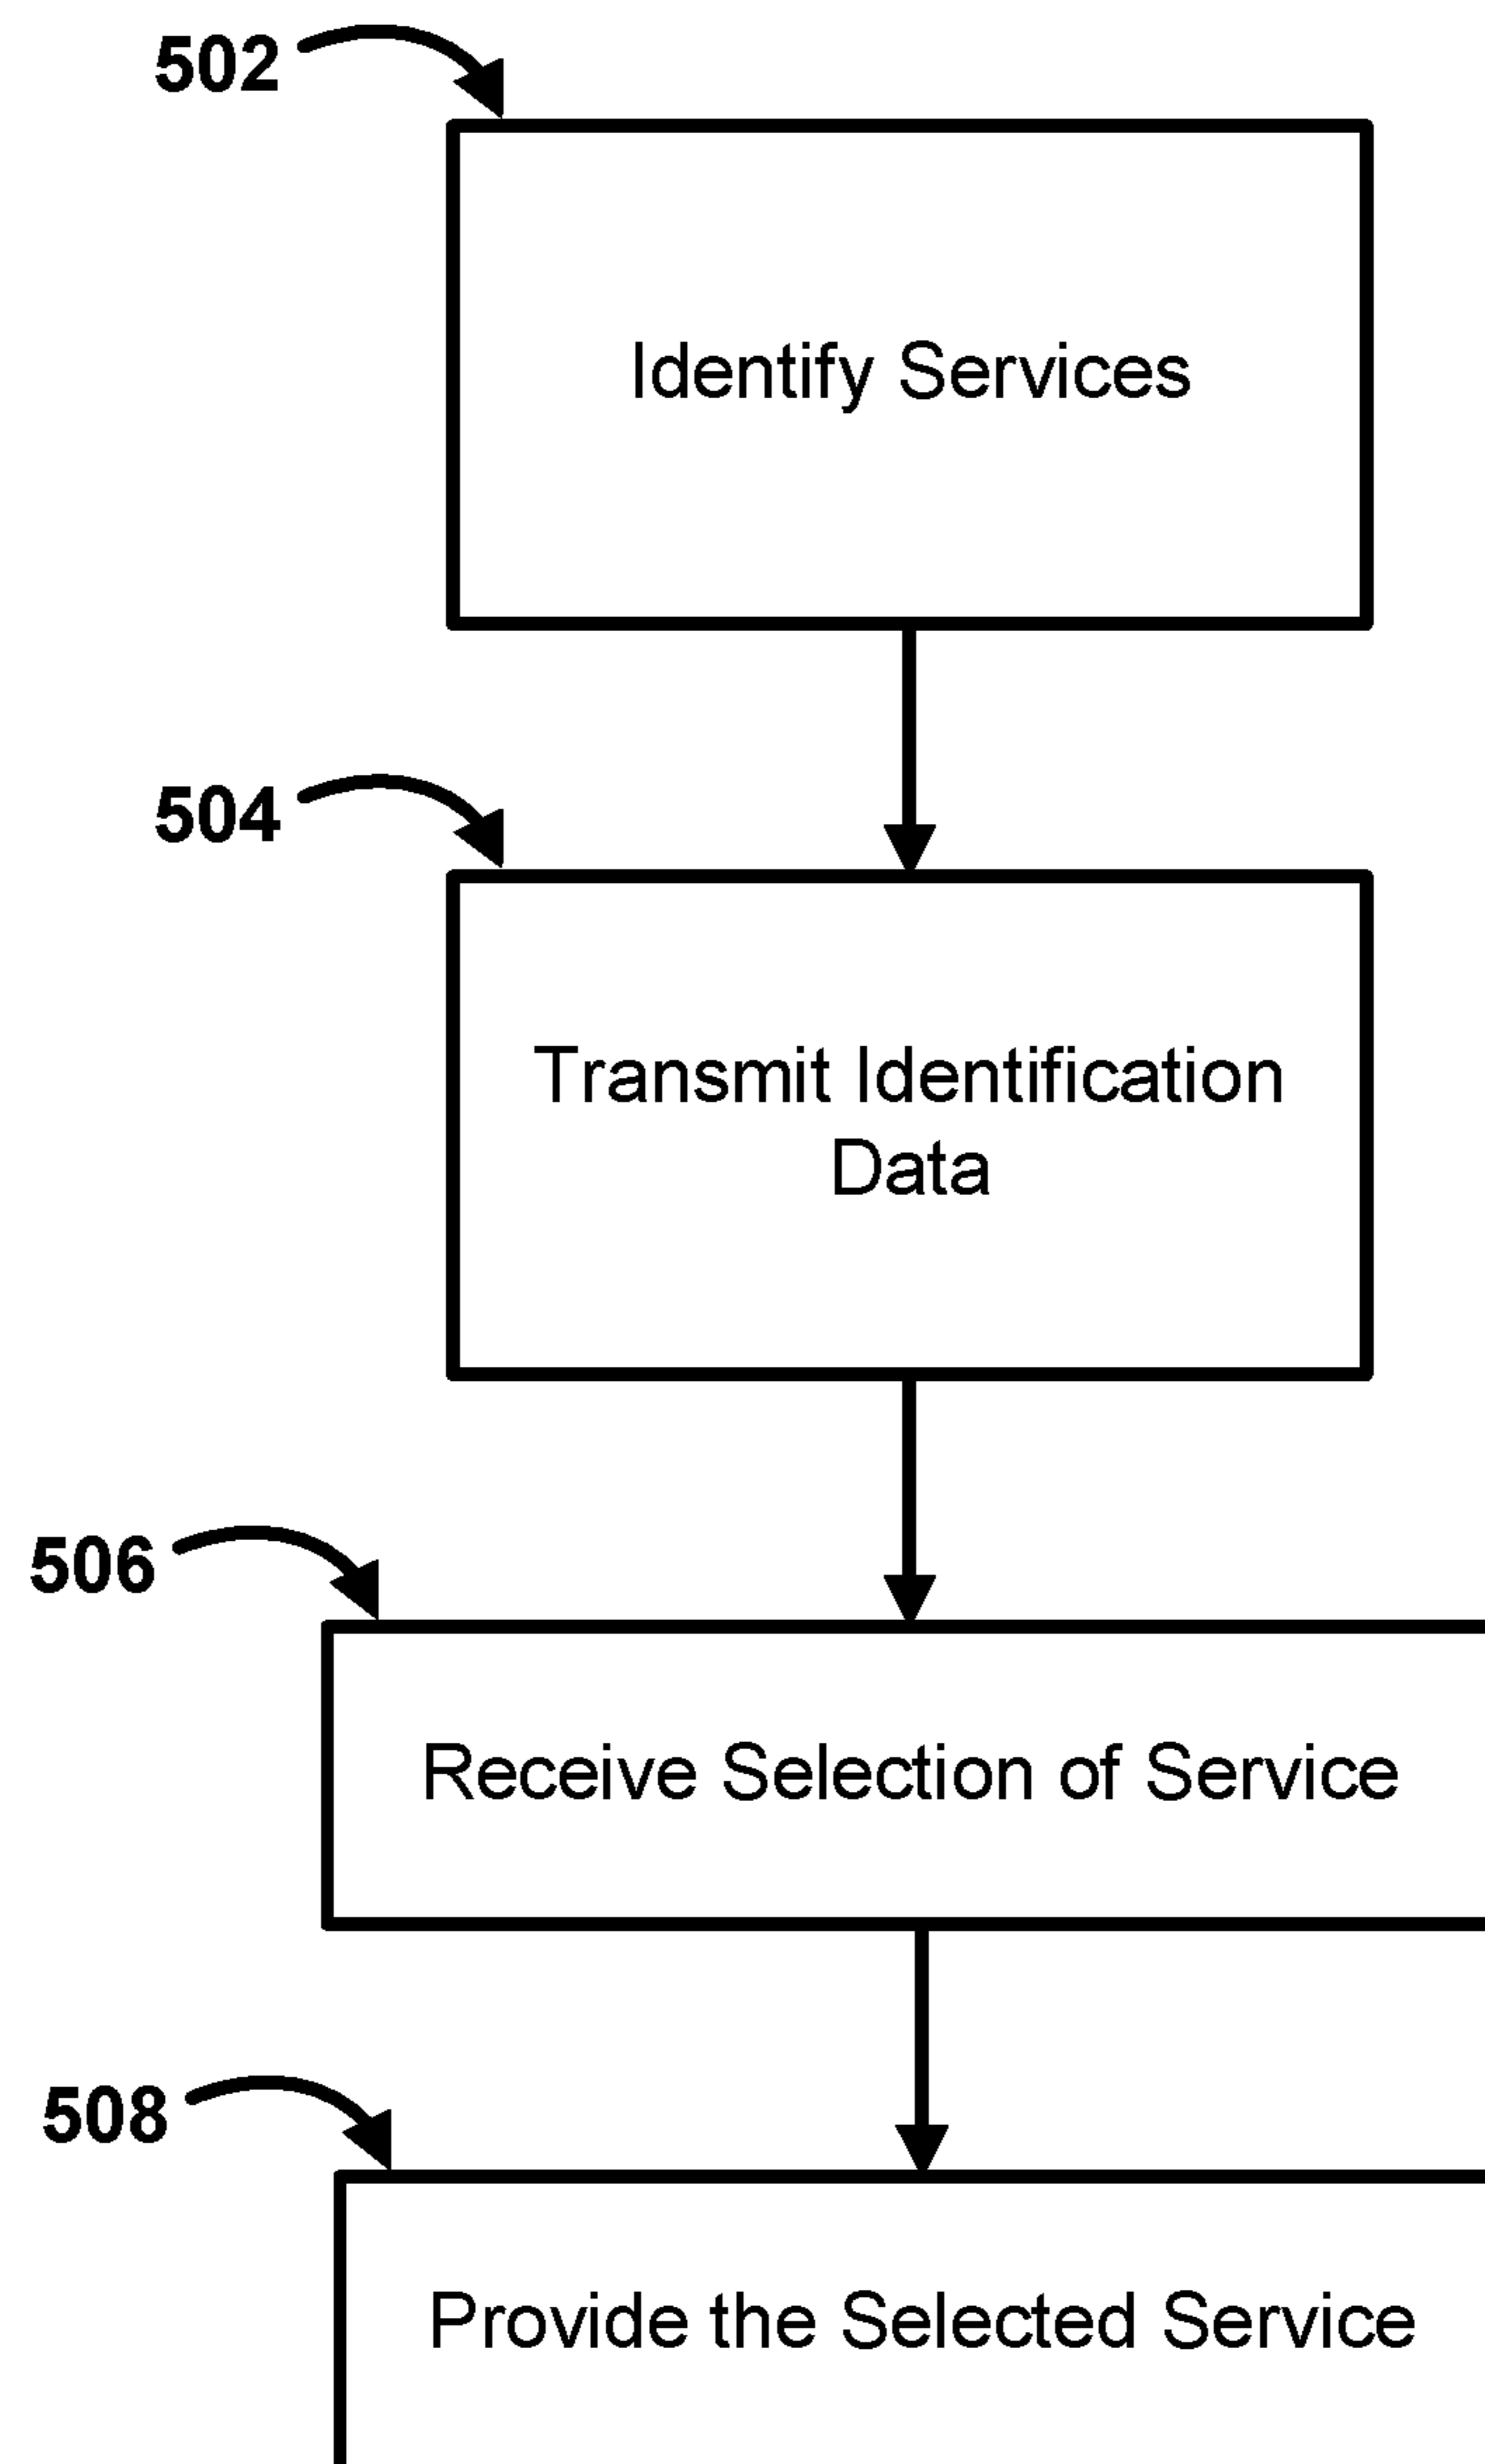 502
Identify Services
504
Transmit Identification
Data
506
Receive Selection of Service
508
Provide the Selected Service